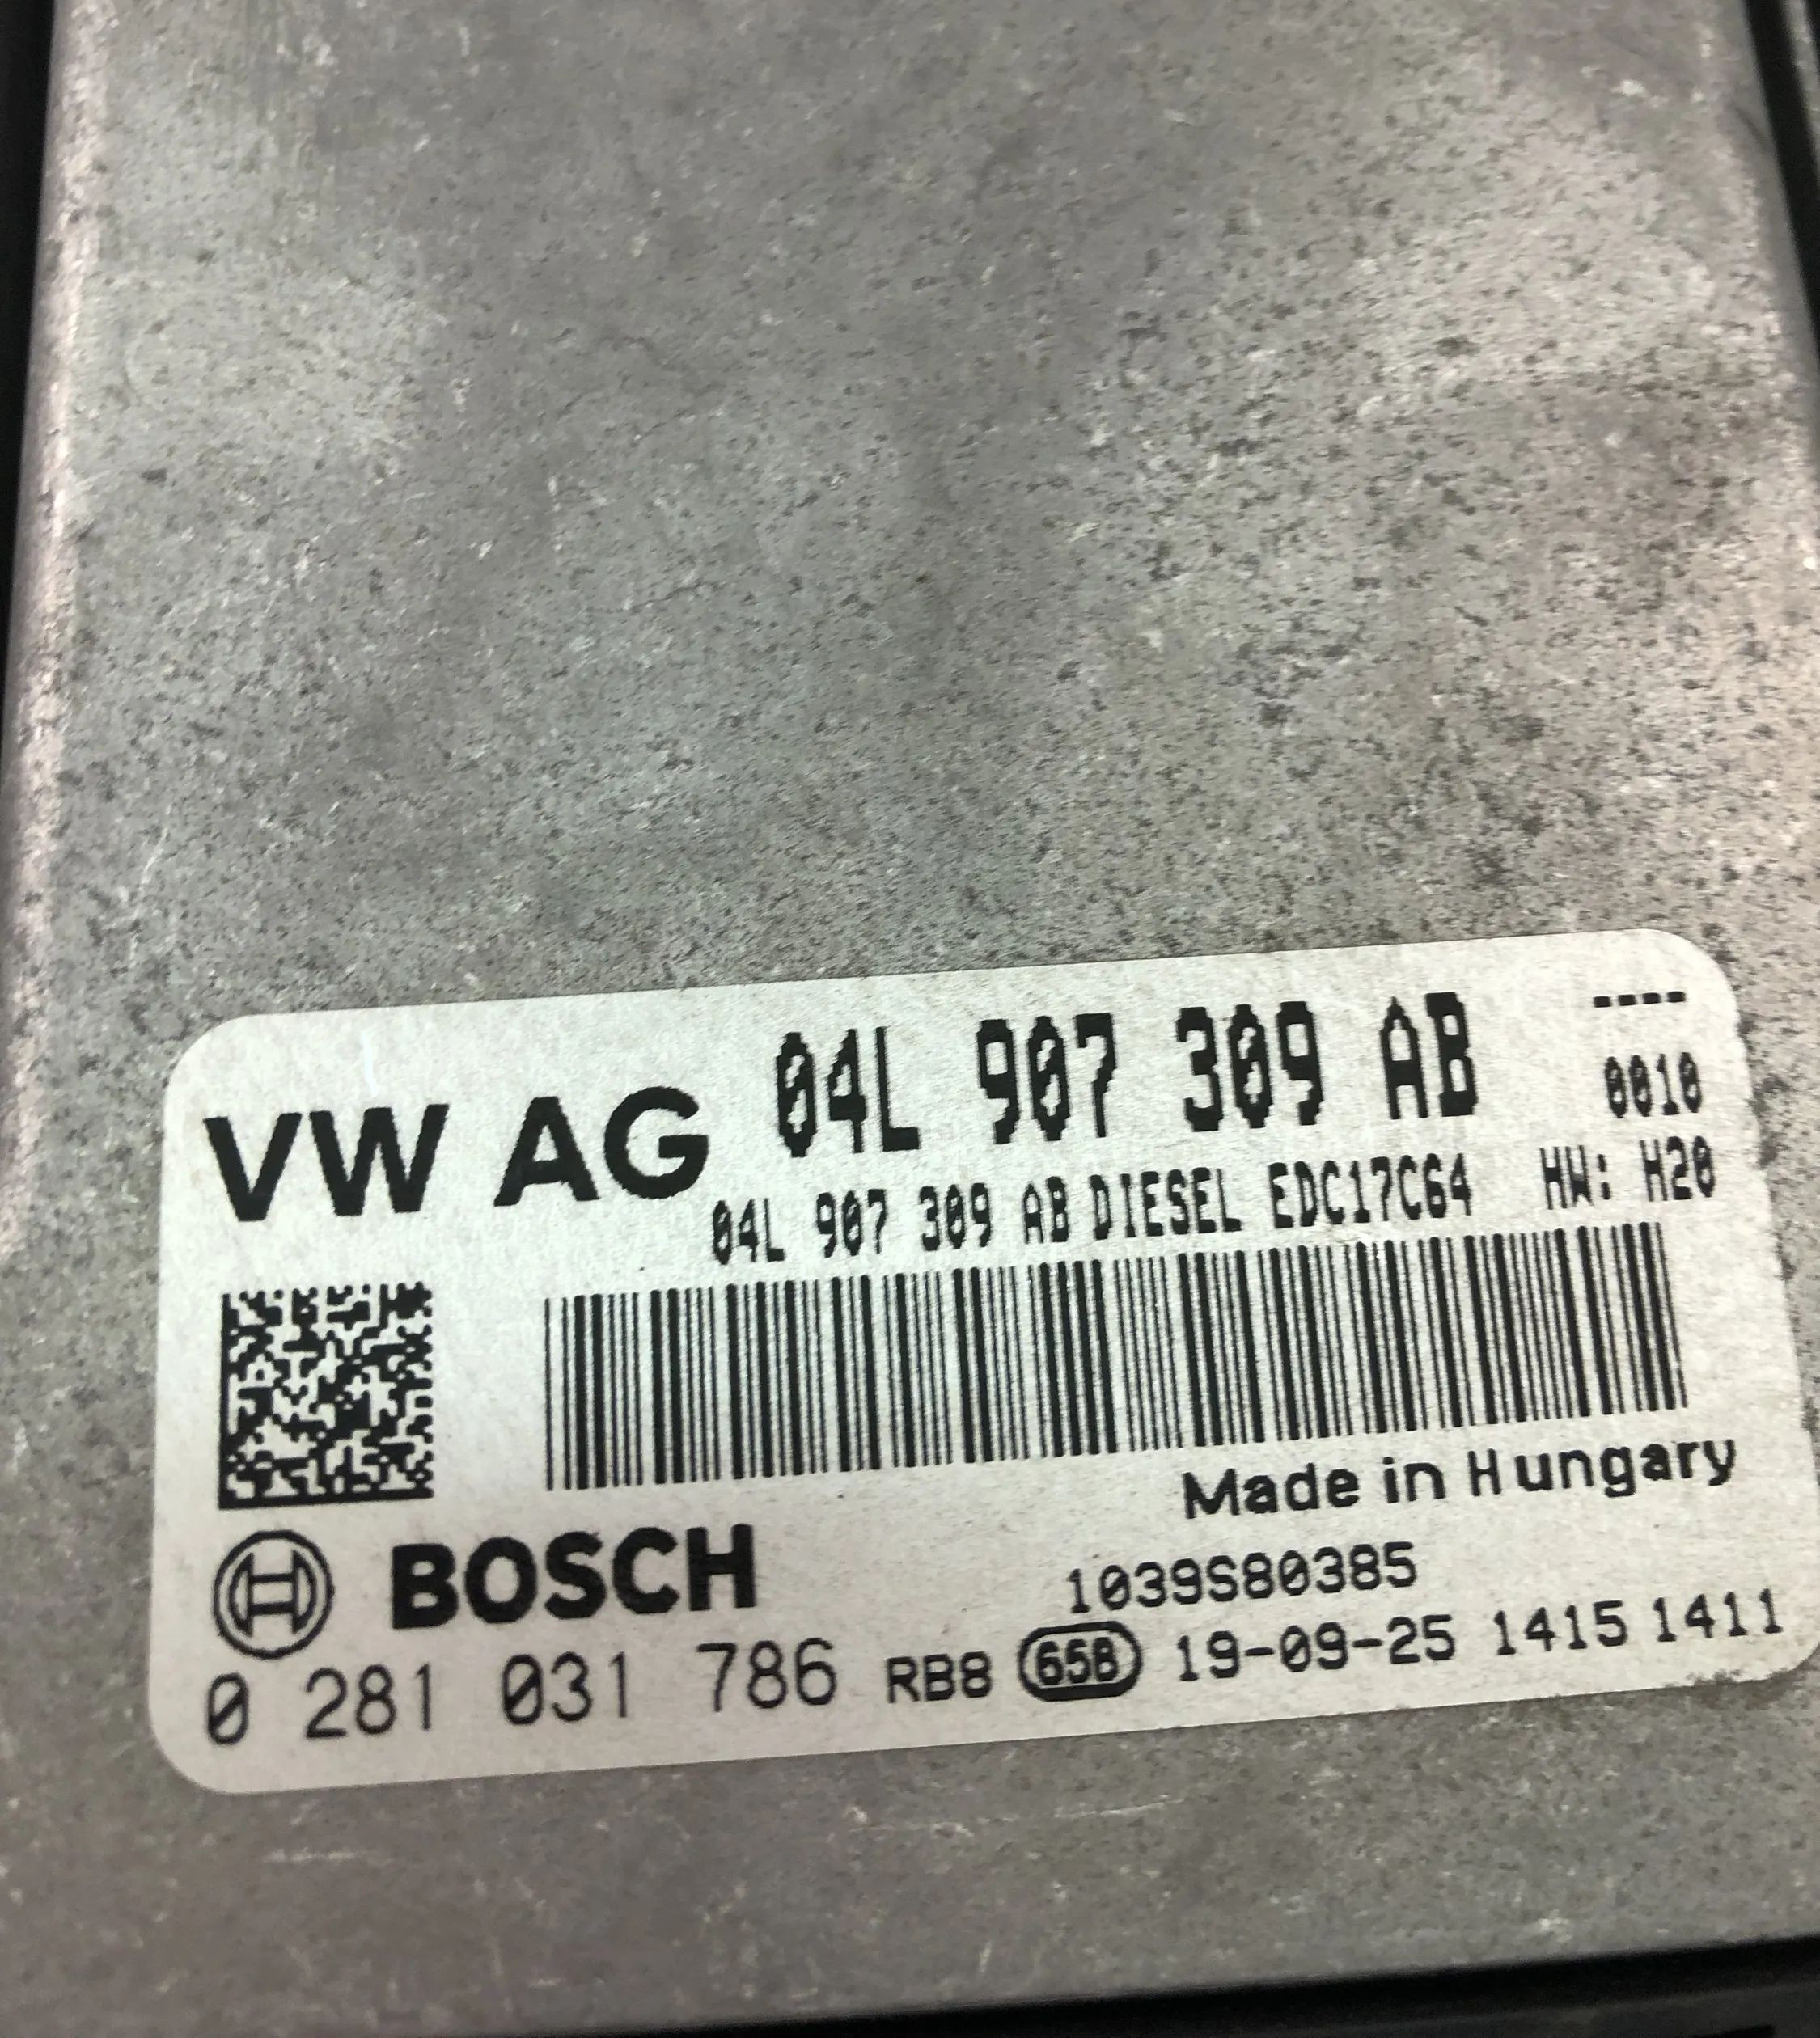 VW AG 04L 907 309 AB ----
0010
04L 907 309 AB DIESEL EDC17C64 HW: H20
Made in Hungary
BOSCH 1039S80385
0 281 031 786 RB8 65B 19-09-25 1415 1411